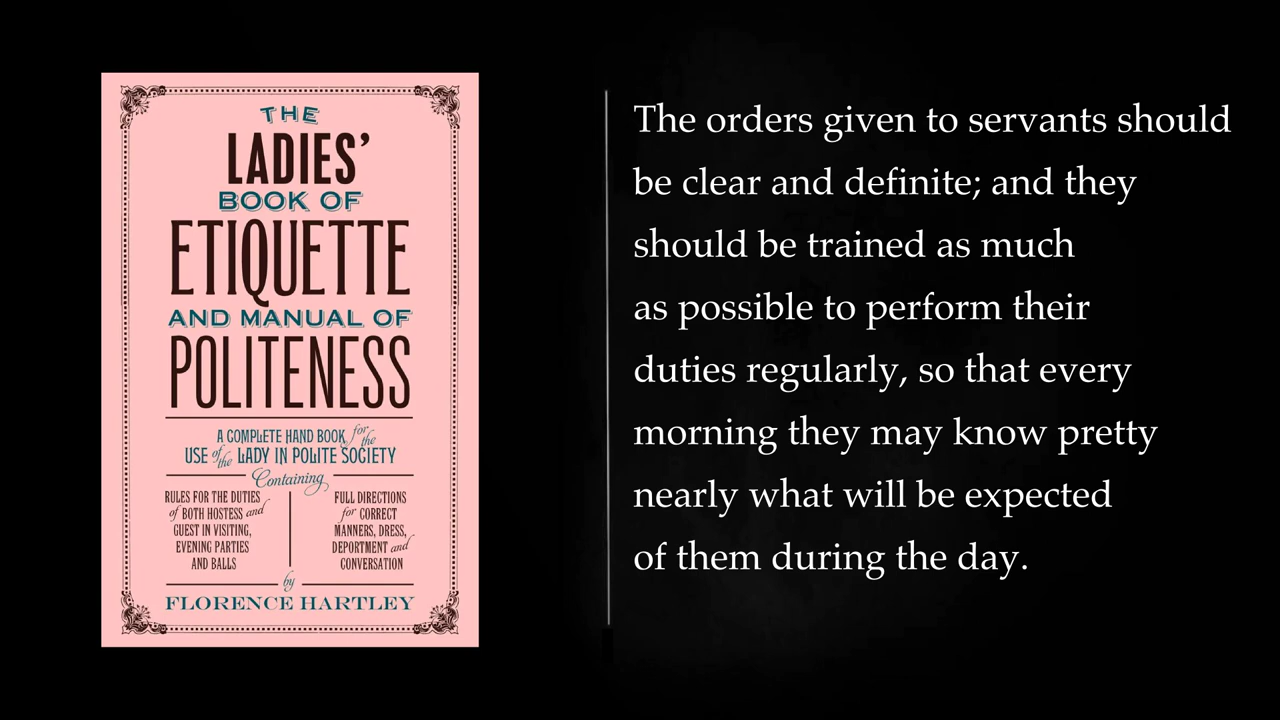 THE
LADIES'
BOOK OF
ETIQUETTE
AND MANUAL OF
POLITENESS
A COMPLETE HAND BOOK for the
USE of the LADY IN POLITE SOCIETY
Containing
RULES FOR THE DUTIES
of BOTH HOSTESS and
GUEST IN VISITING,
EVENING PARTIES
AND BALLS
FULL DIRECTIONS
for CORRECT
MANNERS, DRESS,
DEPORTMENT and
CONVERSATION
by
FLORENCE HARTLEY
The orders given to servants should
be clear and definite; and they
should be trained as much
as possible to perform their
duties regularly, so that every
morning they may know pretty
nearly what will be expected
of them during the day.